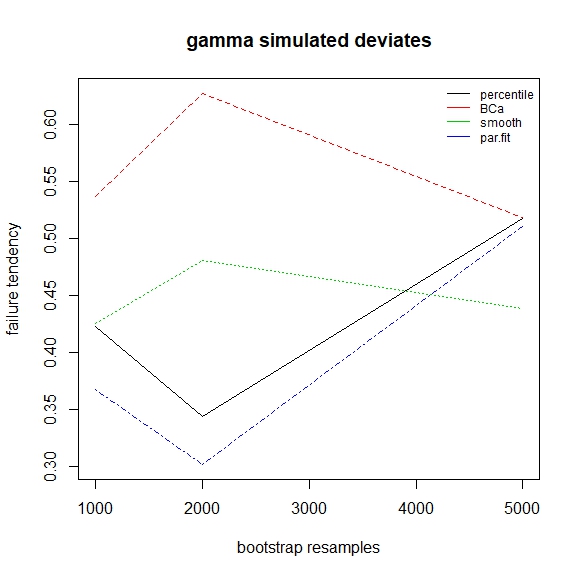 gamma simulated deviates
percentile
BCa
smooth
par.fit
failure tendency
0.60
0.55
0.50
0.45
0.40
0.35
0.30
1000 2000 3000 4000 5000
bootstrap resamples